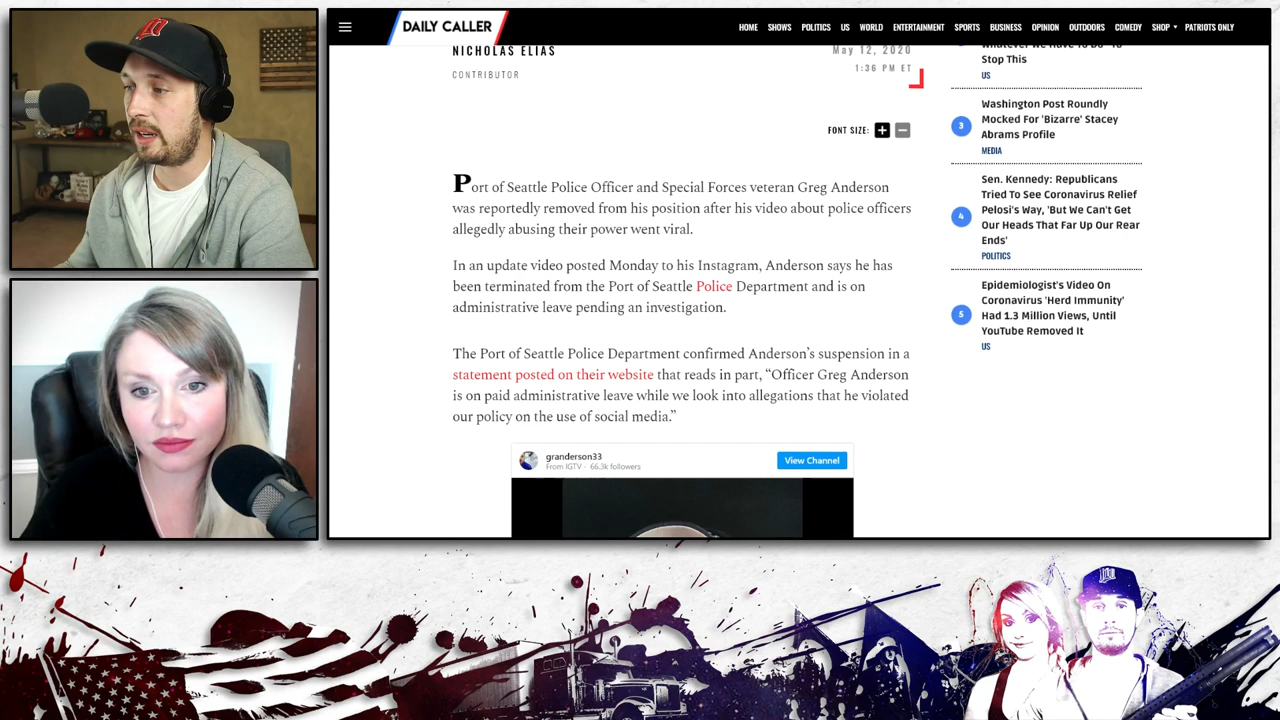 DAILY CALLER
HOME SHOWS POLITICS US WORLD ENTERTAINMENT SPORTS BUSINESS OPINION OUTDOORS COMEDY SHOP PATRIOTS ONLY
NICHOLAS ELIAS
CONTRIBUTOR
May 12, 2020
1:36 PM ET
FONT SIZE:
Port of Seattle Police Officer and Special Forces veteran Greg Anderson
was reportedly removed from his position after his video about police officers
allegedly abusing their power went viral.
In an update video posted Monday to his Instagram, Anderson says he has
been terminated from the Port of Seattle Police Department and is on
administrative leave pending an investigation.
The Port of Seattle Police Department confirmed Anderson’s suspension in a
statement posted on their website that reads in part, “Officer Greg Anderson
is on paid administrative leave while we look into allegations that he violated
our policy on the use of social media.”
granderson33
From IGTV · 66.3k followers
View Channel
Whatever We Have To Do' To
Stop This
US
3
Washington Post Roundly
Mocked For 'Bizarre' Stacey
Abrams Profile
MEDIA
4
Sen. Kennedy: Republicans
Tried To See Coronavirus Relief
Pelosi's Way, 'But We Can't Get
Our Heads That Far Up Our Rear
Ends'
POLITICS
5
Epidemiologist's Video On
Coronavirus 'Herd Immunity'
Had 1.3 Million Views, Until
YouTube Removed It
US